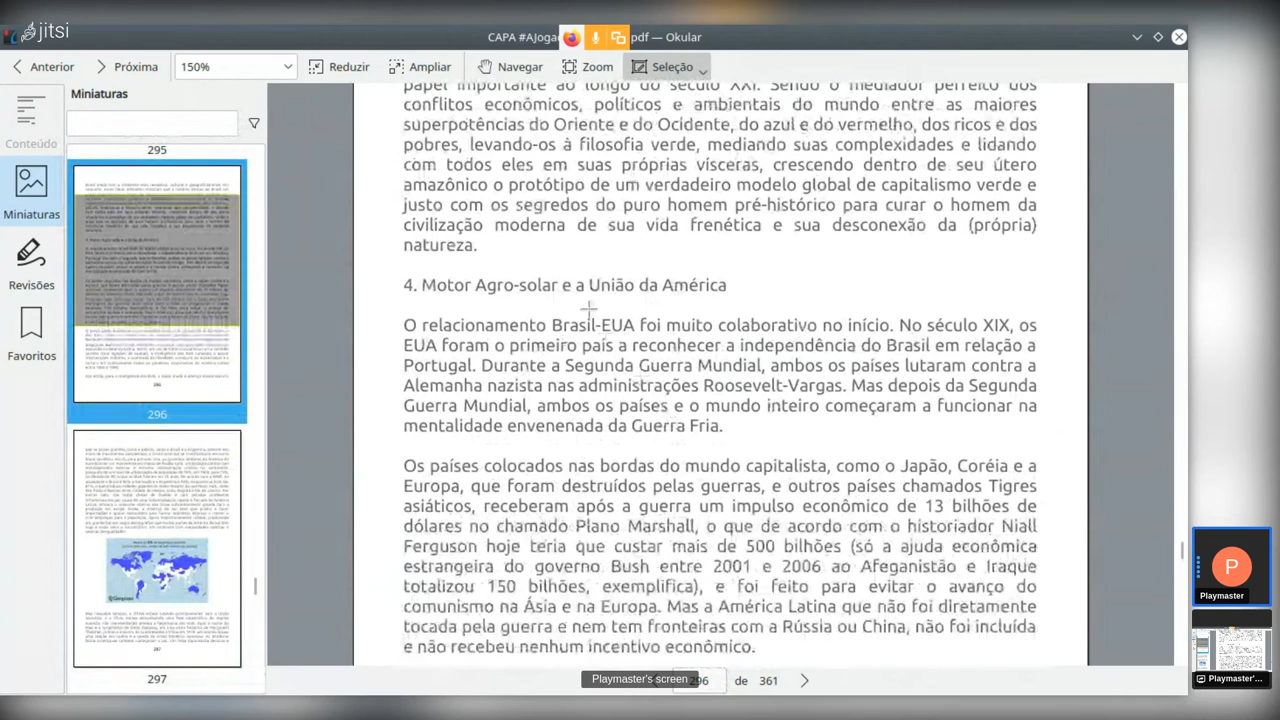 jitsi
CAPA #AJoga
pdf — Okular
Anterior
Próxima
150%
Reduzir
Ampliar
Navegar
Zoom
Seleção
Miniaturas
Conteúdo
Miniaturas
Revisões
Favoritos
295
296
297
papel importante ao longo do século XXI. Sendo o mediador perfeito dos
conflitos econômicos, políticos e ambientais do mundo entre as maiores
superpotências do Oriente e do Ocidente, do azul e do vermelho, dos ricos e dos
pobres, levando-os à filosofia verde, mediando suas complexidades e lidando
com todos eles em suas próprias vísceras, crescendo dentro de seu útero
amazônico o protótipo de um verdadeiro modelo global de capitalismo verde e
justo com os segredos do puro homem pré-histórico para curar o homem da
civilização moderna de sua vida frenética e sua desconexão da (própria)
natureza.
4. Motor Agro-solar e a União da América
O relacionamento Brasil-EUA foi muito colaborativo no início. No século XIX, os
EUA foram o primeiro país a reconhecer a independência do Brasil em relação a
Portugal. Durante a Segunda Guerra Mundial, ambos os países lutaram contra a
Alemanha nazista nas administrações Roosevelt-Vargas. Mas depois da Segunda
Guerra Mundial, ambos os países e o mundo inteiro começaram a funcionar na
mentalidade envenenada da Guerra Fria.
Os países colocados nas bordas do mundo capitalista, como o Japão, Coréia e a
Europa que foram destruídos pelas guerras, e outros países chamados Tigres
asiáticos, receberam após a guerra um impulso econômico de 13 bilhões de
dólares no chamado Plano Marshall, o que de acordo com o historiador Niall
Ferguson hoje teria que custar mais de 500 bilhões (só a ajuda econômica
estrangeira do governo Bush entre 2001 e 2006 ao Afeganistão e Iraque
totalizou 150 bilhões, exemplifica), e foi feito para evitar o avanço do
comunismo na Ásia e na Europa. Mas a América latina que não foi diretamente
tocada na guerra e nem tem fronteiras com a Rússia ou China, não foi incluída
e não recebeu nenhum incentivo econômico.
Playmaster's screen
296
de
361
P
Playmaster
Playmaster'...